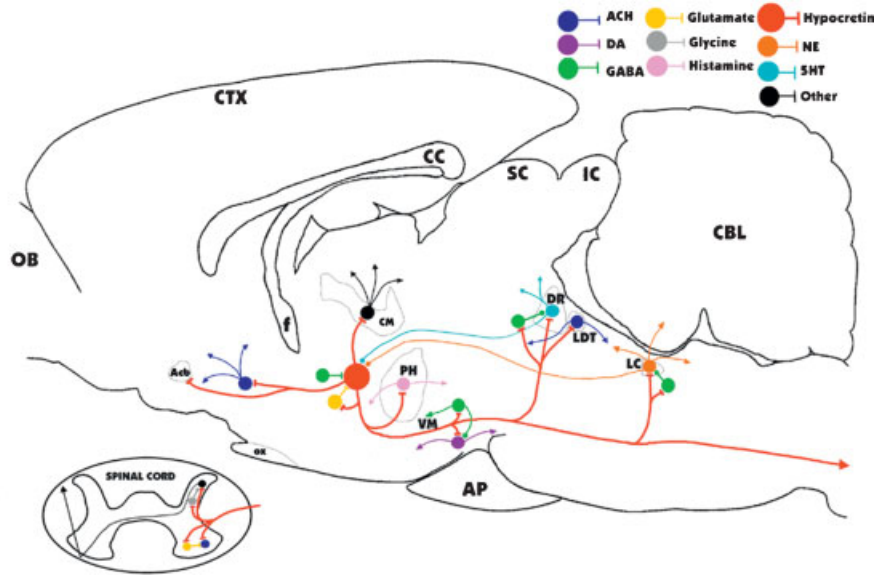 ACH
Glutamate
Hypocretin
DA
Glycine
NE
GABA
Histamine
5HT
Other
CTX
CC
SC
IC
OB
CBL
f
CM
DR
LDT
LC
Acb
PH
VM
ox
AP
SPINAL CORD